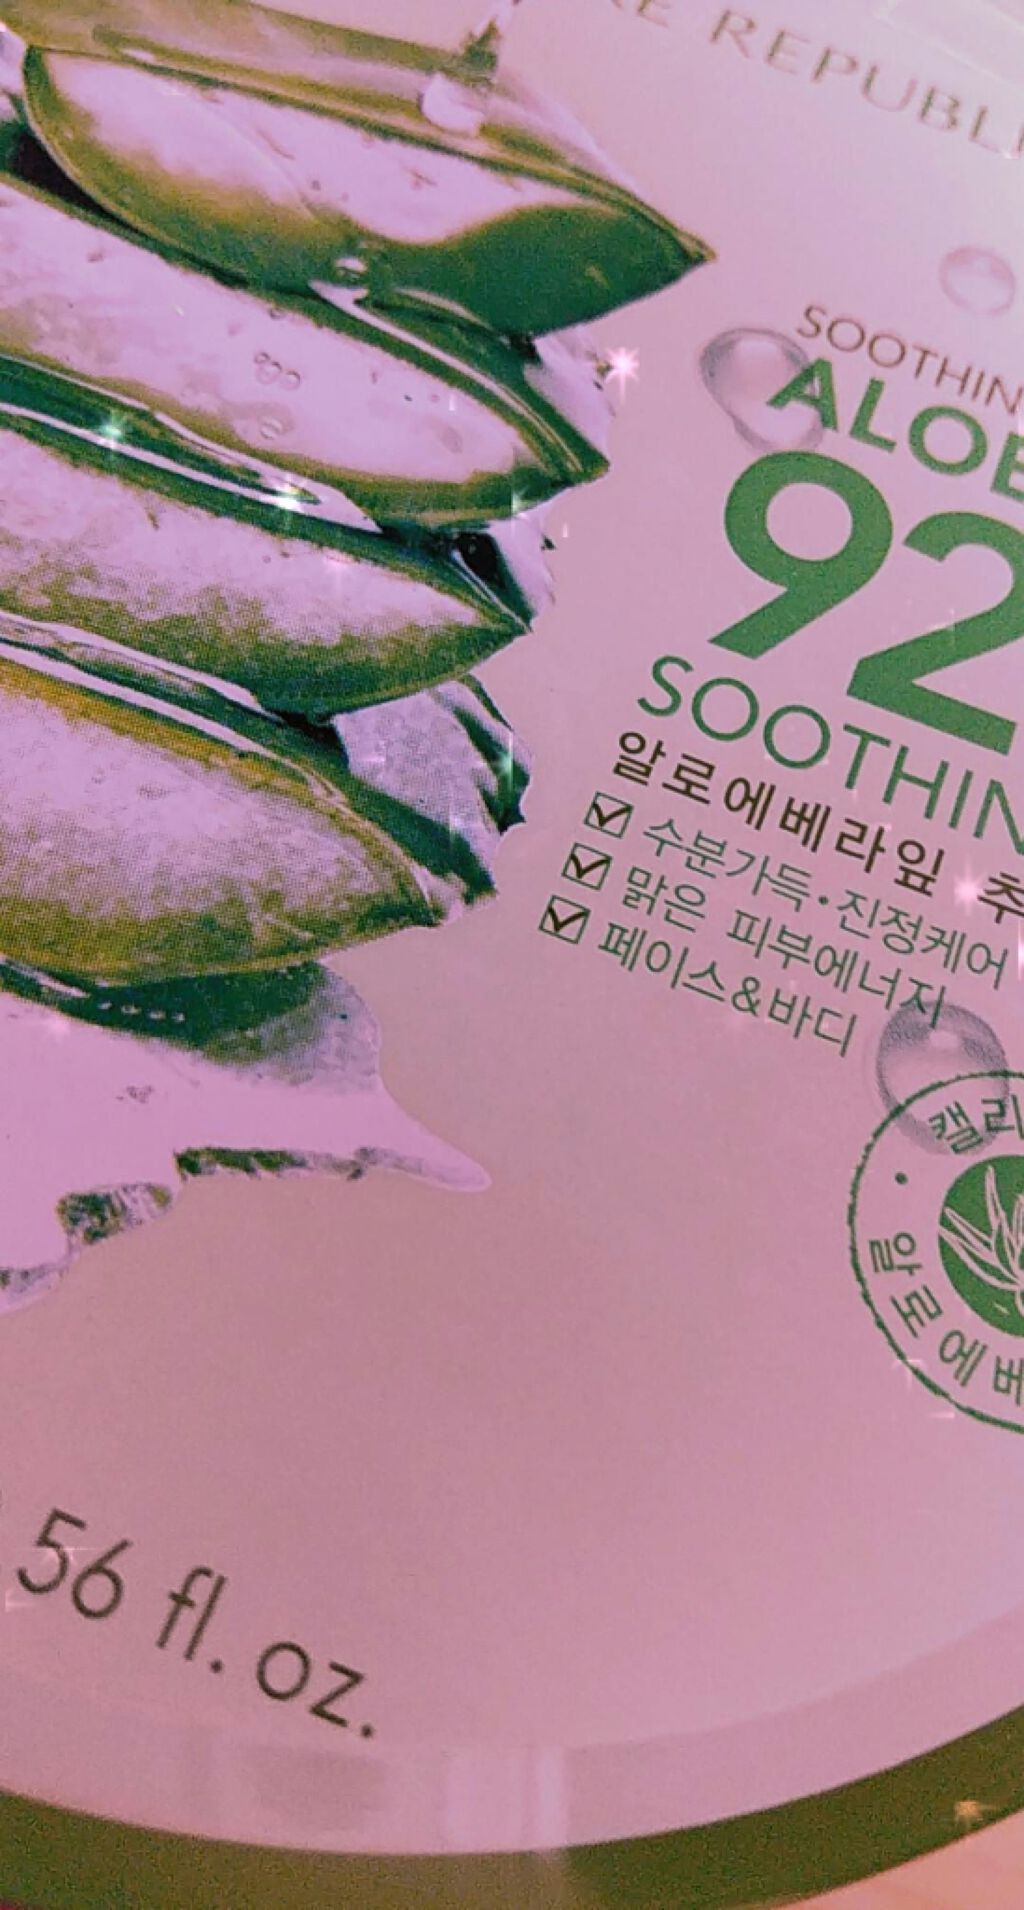 RE REPUBLI
SOOTHIN
ALOE
92
SOOTHIN
알로에베라잎 추
수분가득·진정케어
맑은 피부에너지
페이스&바디
캘리
알로에베
.56 fl. oz.